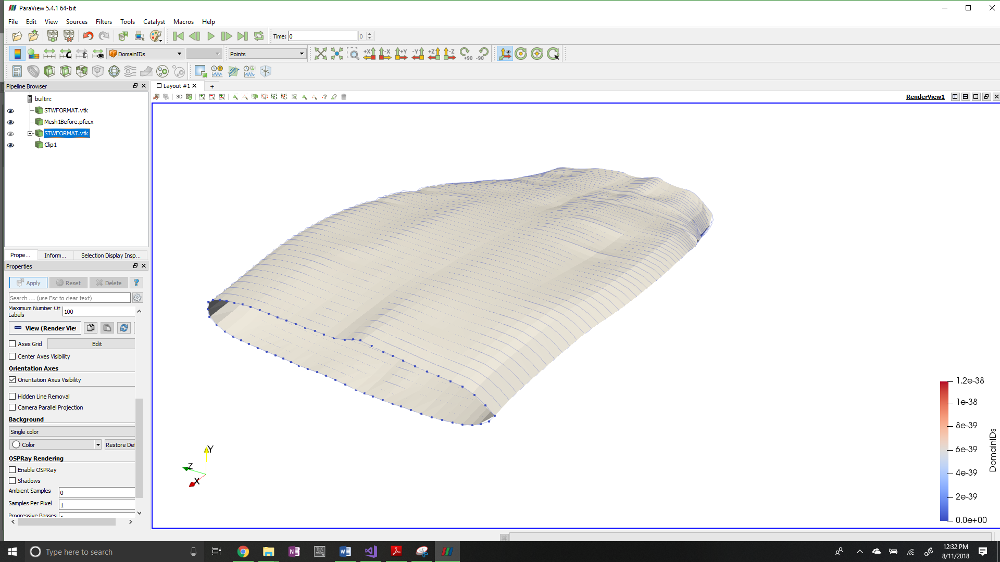 ParaView 5.4.1 64-bit
File Edit View Sources Filters Tools Catalyst Macros Help
Time: 0 0
DomainIDs Points +X -X +Y -Y +Z -Z +90 -90
Pipeline Browser
Layout #1 +
3D
RenderView1
builtin:
STWFORMAT.vtk
Mesh1Before.pfecx
STWFORMAT.vtk
Clip1
Prope... Inform... Selection Display Insp...
Properties
Apply Reset Delete ?
Search ... (use Esc to clear text)
Maximum Number Of
Labels 100
View (Render Vie
Axes Grid Edit
Center Axes Visibility
Orientation Axes
Orientation Axes Visibility
Hidden Line Removal
Camera Parallel Projection
Background
Single color
Color Restore De
OSPRay Rendering
Enable OSPRay
Shadows
Ambient Samples 0
Samples Per Pixel 1
Progressive Passes
Y
Z
X
1.2e-38
1e-38
8e-39
6e-39
4e-39
2e-39
0.0e+00
DomainIDs
Type here to search
12:32 PM
8/11/2018